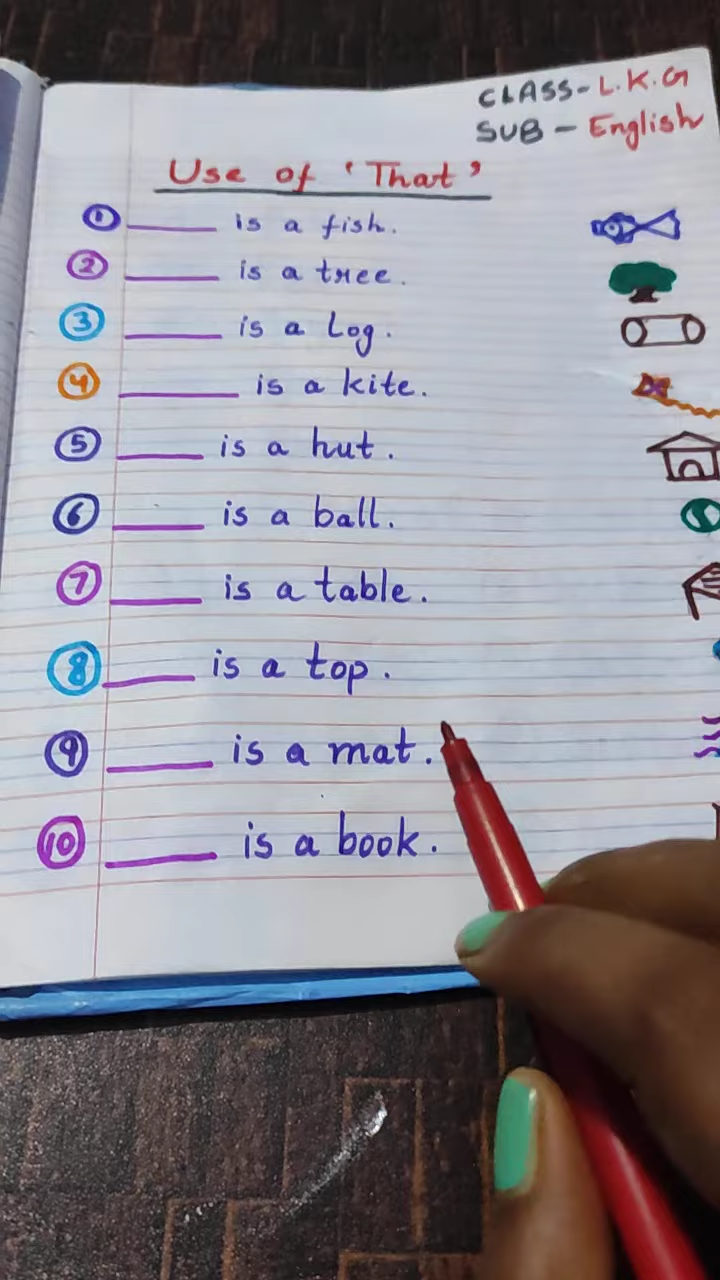 CLASS- L.K.G
SUB - English
Use of 'That'
① _____ is a fish.
② _____ is a tree.
③ _____ is a Log.
④ _____ is a kite.
⑤ _____ is a hut.
⑥ _____ is a ball.
⑦ _____ is a table.
⑧ _____ is a top.
⑨ _____ is a mat.
⑩ _____ is a book.